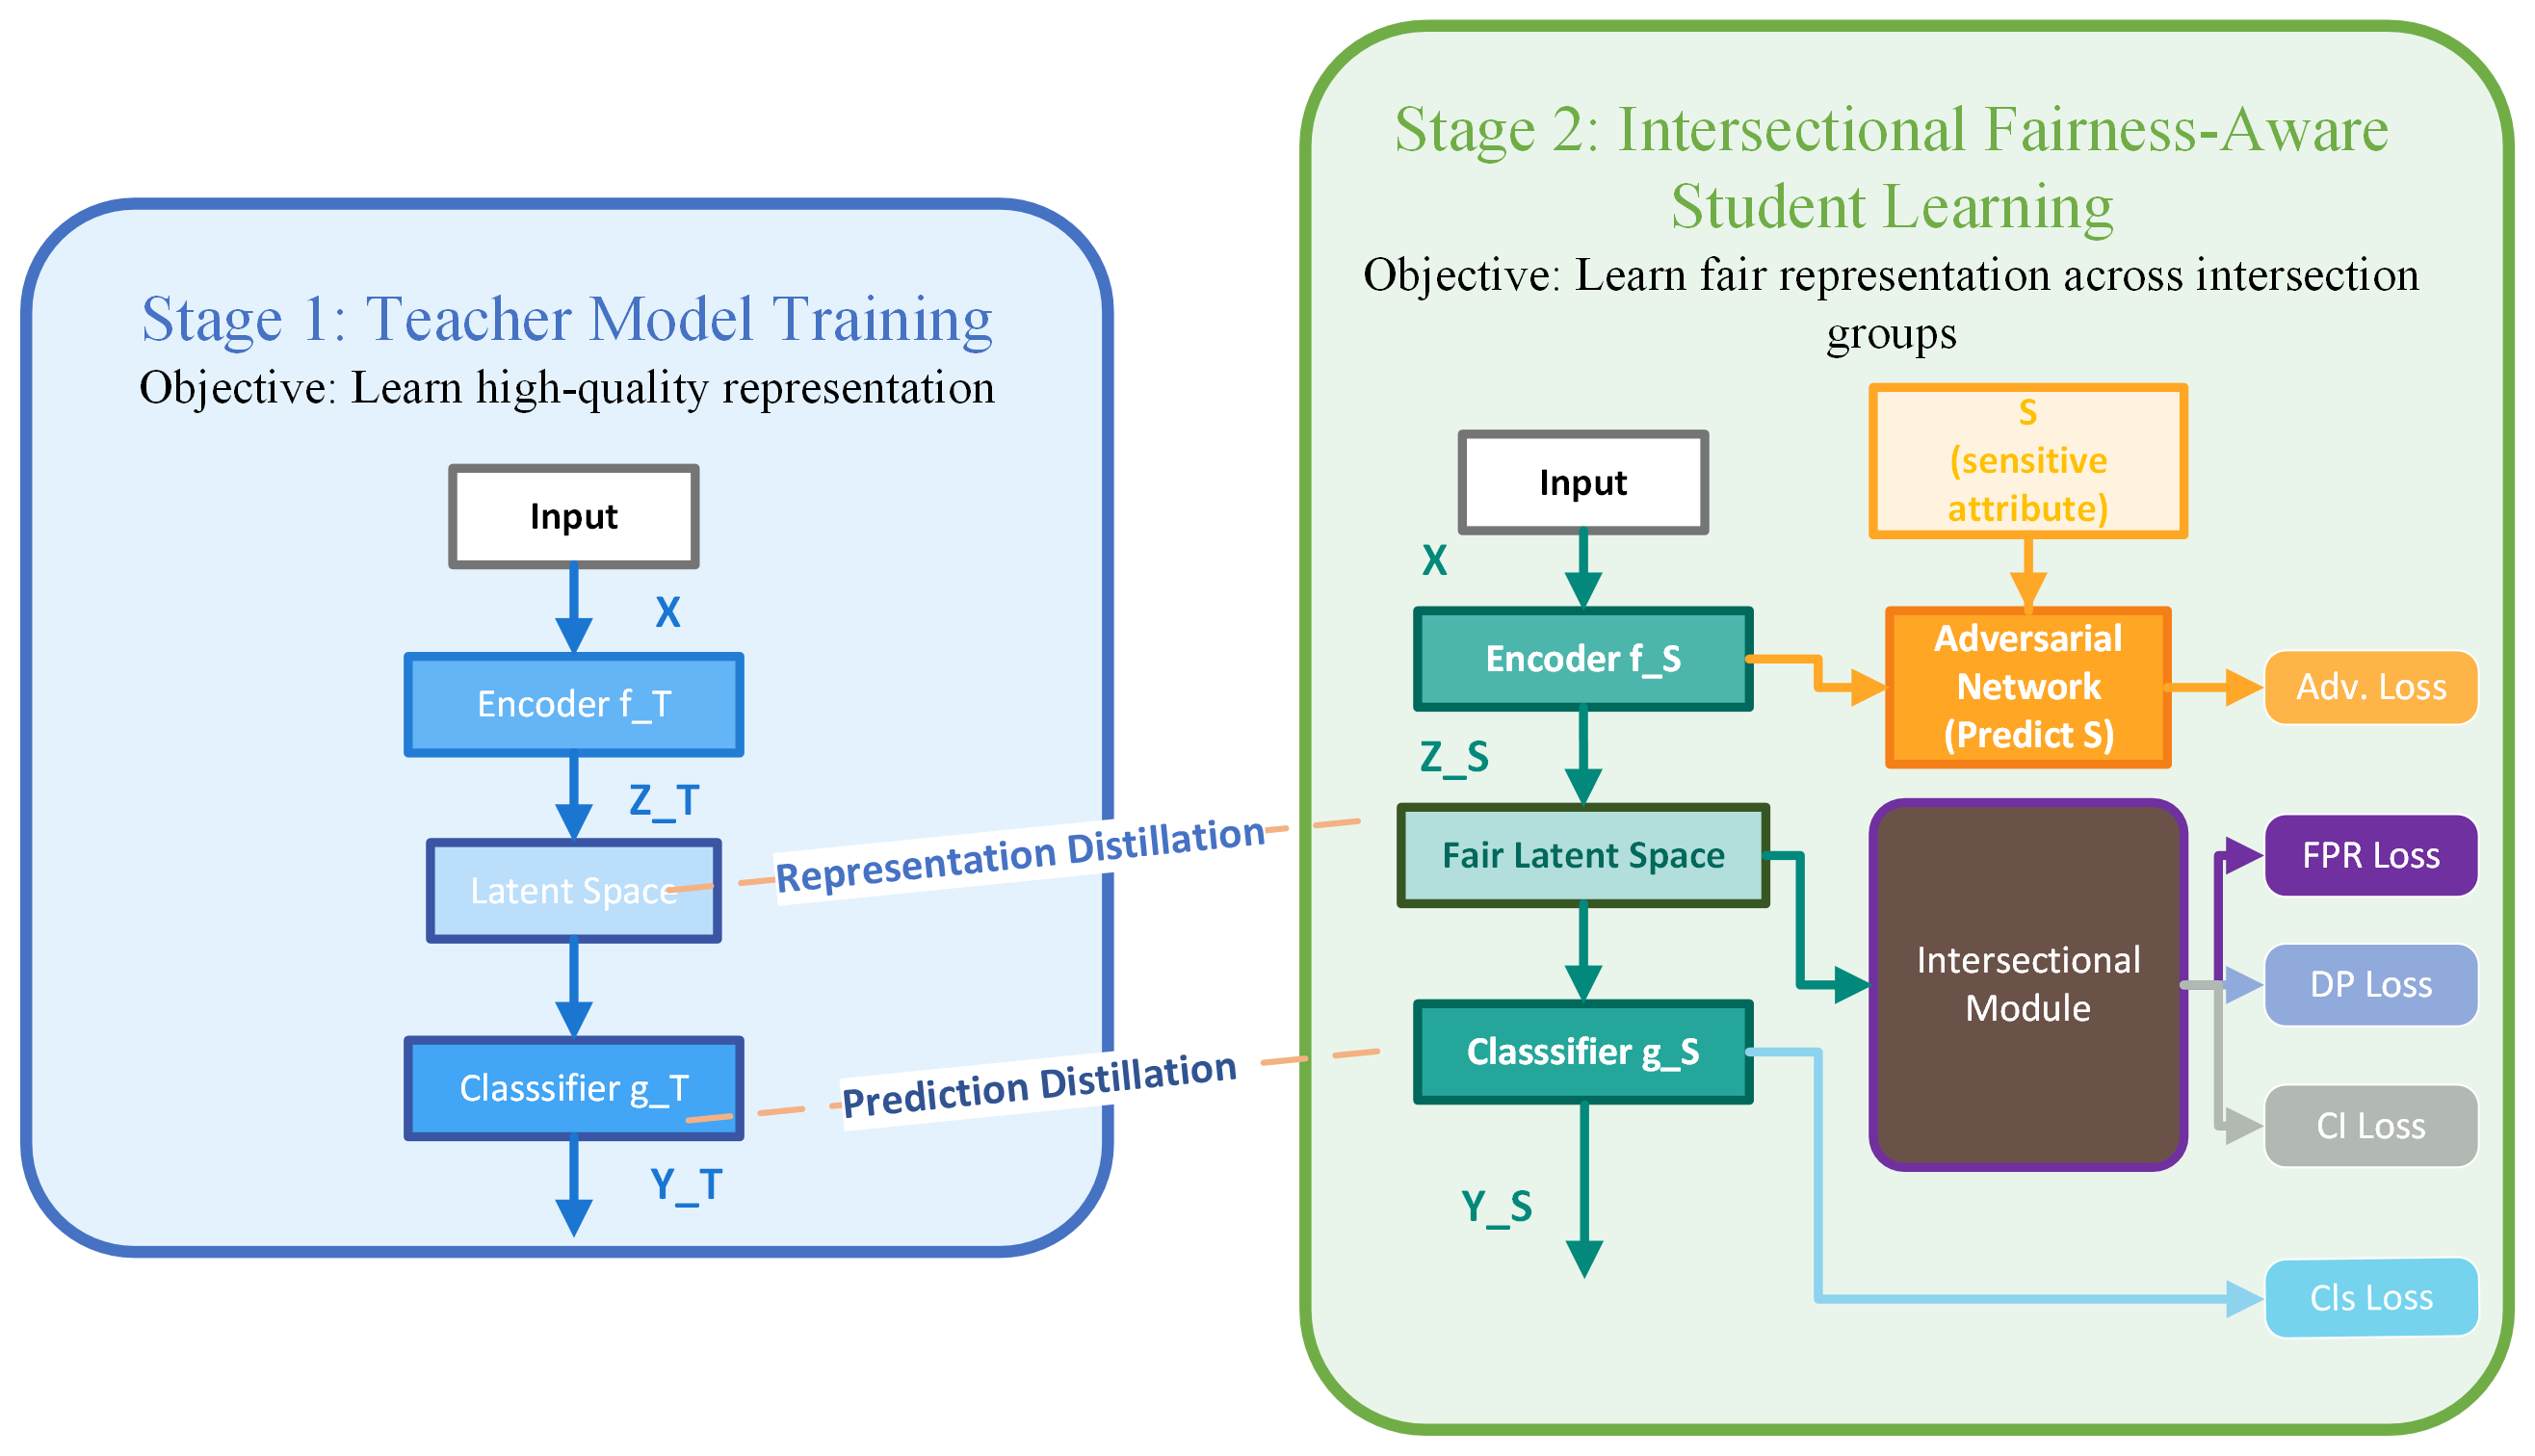 Stage 1: Teacher Model Training
Objective: Learn high-quality representation
Input
X
Encoder f_T
Z_T
Latent Space
Classsifier g_T
Y_T
Representation Distillation
Prediction Distillation
Stage 2: Intersectional Fairness-Aware
Student Learning
Objective: Learn fair representation across intersection
groups
Input
X
Encoder f_S
Z_S
Fair Latent Space
Classsifier g_S
Y_S
S
(sensitive
attribute)
Adversarial
Network
(Predict S)
Intersectional
Module
Adv. Loss
FPR Loss
DP Loss
CI Loss
Cls Loss